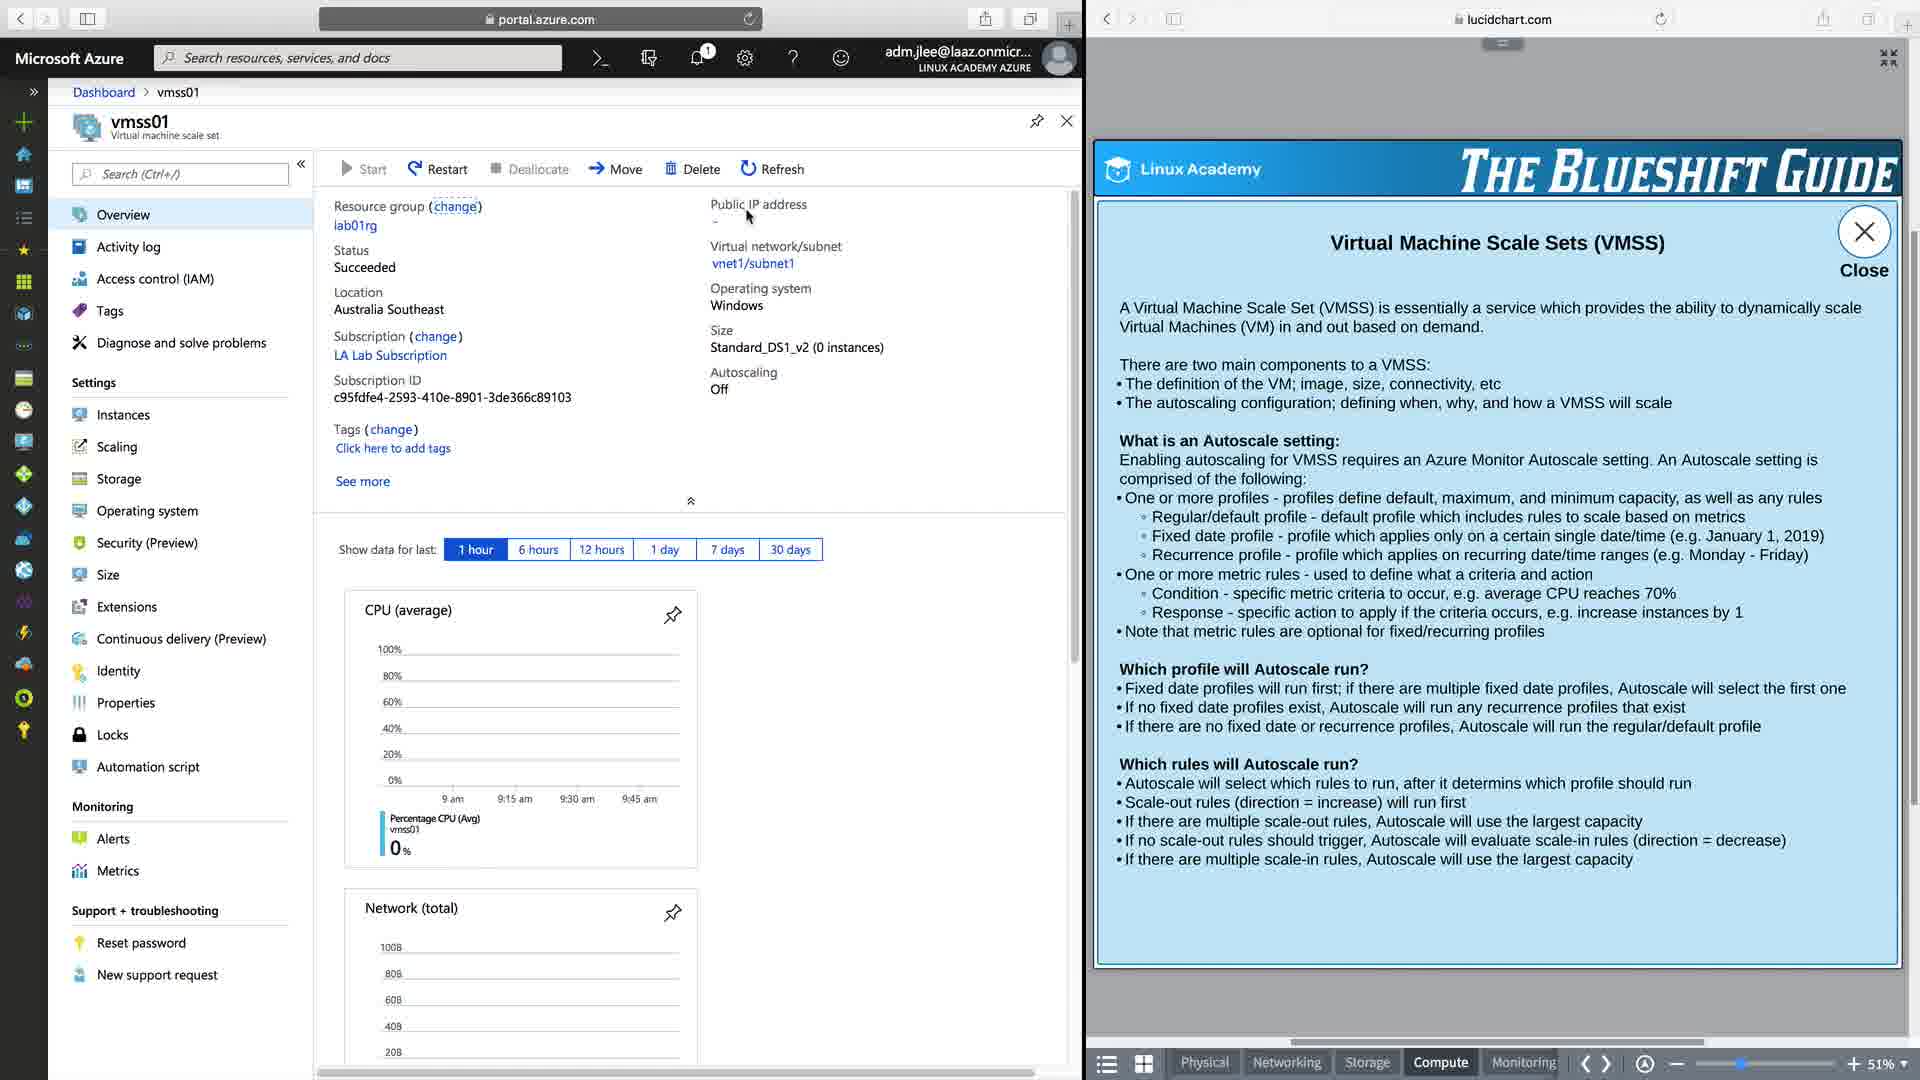 portal.azure.com
Microsoft Azure
Search resources, services, and docs
1
adm.jlee@laaz.onmicr...
LINUX ACADEMY AZURE
Dashboard > vmss01
vmss01
Virtual machine scale set
Search (Ctrl+/)
Overview
Activity log
Access control (IAM)
Tags
Diagnose and solve problems
Settings
Instances
Scaling
Storage
Operating system
Security (Preview)
Size
Extensions
Continuous delivery (Preview)
Identity
Properties
Locks
Automation script
Monitoring
Alerts
Metrics
Support + troubleshooting
Reset password
New support request
Start
Restart
Deallocate
Move
Delete
Refresh
Resource group (change)
lab01rg
Status
Succeeded
Location
Australia Southeast
Subscription (change)
LA Lab Subscription
Subscription ID
c95fdfe4-2593-410e-8901-3de366c89103
Tags (change)
Click here to add tags
See more
Public IP address
-
Virtual network/subnet
vnet1/subnet1
Operating system
Windows
Size
Standard_DS1_v2 (0 instances)
Autoscaling
Off
Show data for last:
1 hour
6 hours
12 hours
1 day
7 days
30 days
CPU (average)
100%
80%
60%
40%
20%
0%
9 am 9:15 am 9:30 am 9:45 am
Percentage CPU (Avg)
vmss01
0 %
Network (total)
100B
80B
60B
40B
20B
lucidchart.com
Linux Academy
THE BLUESHIFT GUIDE
Virtual Machine Scale Sets (VMSS)
Close
A Virtual Machine Scale Set (VMSS) is essentially a service which provides the ability to dynamically scale
Virtual Machines (VM) in and out based on demand.
There are two main components to a VMSS:
• The definition of the VM; image, size, connectivity, etc
• The autoscaling configuration; defining when, why, and how a VMSS will scale
What is an Autoscale setting:
Enabling autoscaling for VMSS requires an Azure Monitor Autoscale setting. An Autoscale setting is
comprised of the following:
• One or more profiles - profiles define default, maximum, and minimum capacity, as well as any rules
◦ Regular/default profile - default profile which includes rules to scale based on metrics
◦ Fixed date profile - profile which applies only on a certain single date/time (e.g. January 1, 2019)
◦ Recurrence profile - profile which applies on recurring date/time ranges (e.g. Monday - Friday)
• One or more metric rules - used to define what a criteria and action
◦ Condition - specific metric criteria to occur, e.g. average CPU reaches 70%
◦ Response - specific action to apply if the criteria occurs, e.g. increase instances by 1
• Note that metric rules are optional for fixed/recurring profiles
Which profile will Autoscale run?
• Fixed date profiles will run first; if there are multiple fixed date profiles, Autoscale will select the first one
• If no fixed date profiles exist, Autoscale will run any recurrence profiles that exist
• If there are no fixed date or recurrence profiles, Autoscale will run the regular/default profile
Which rules will Autoscale run?
• Autoscale will select which rules to run, after it determins which profile should run
• Scale-out rules (direction = increase) will run first
• If there are multiple scale-out rules, Autoscale will use the largest capacity
• If no scale-out rules should trigger, Autoscale will evaluate scale-in rules (direction = decrease)
• If there are multiple scale-in rules, Autoscale will use the largest capacity
Physical
Networking
Storage
Compute
Monitoring
51%